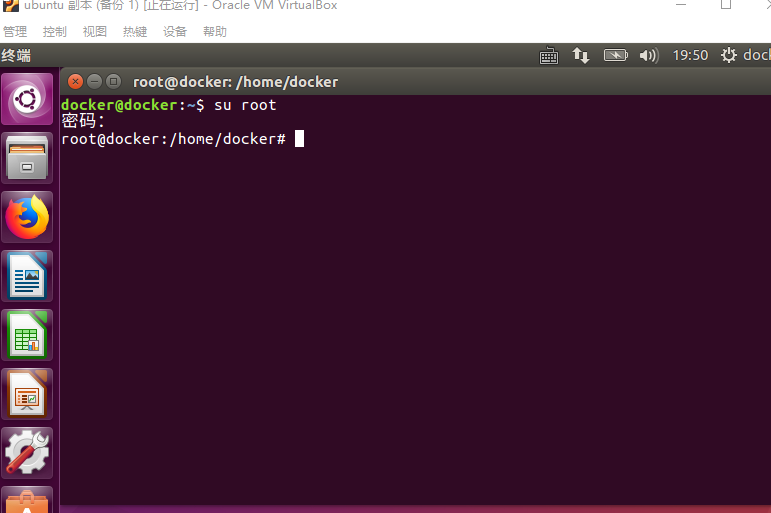 ubuntu 副本 (备份 1) [正在运行] - Oracle VM VirtualBox
管理 控制 视图 热键 设备 帮助
终端 19:50
root@docker: /home/docker
docker@docker:~$ su root
密码：
root@docker:/home/docker#